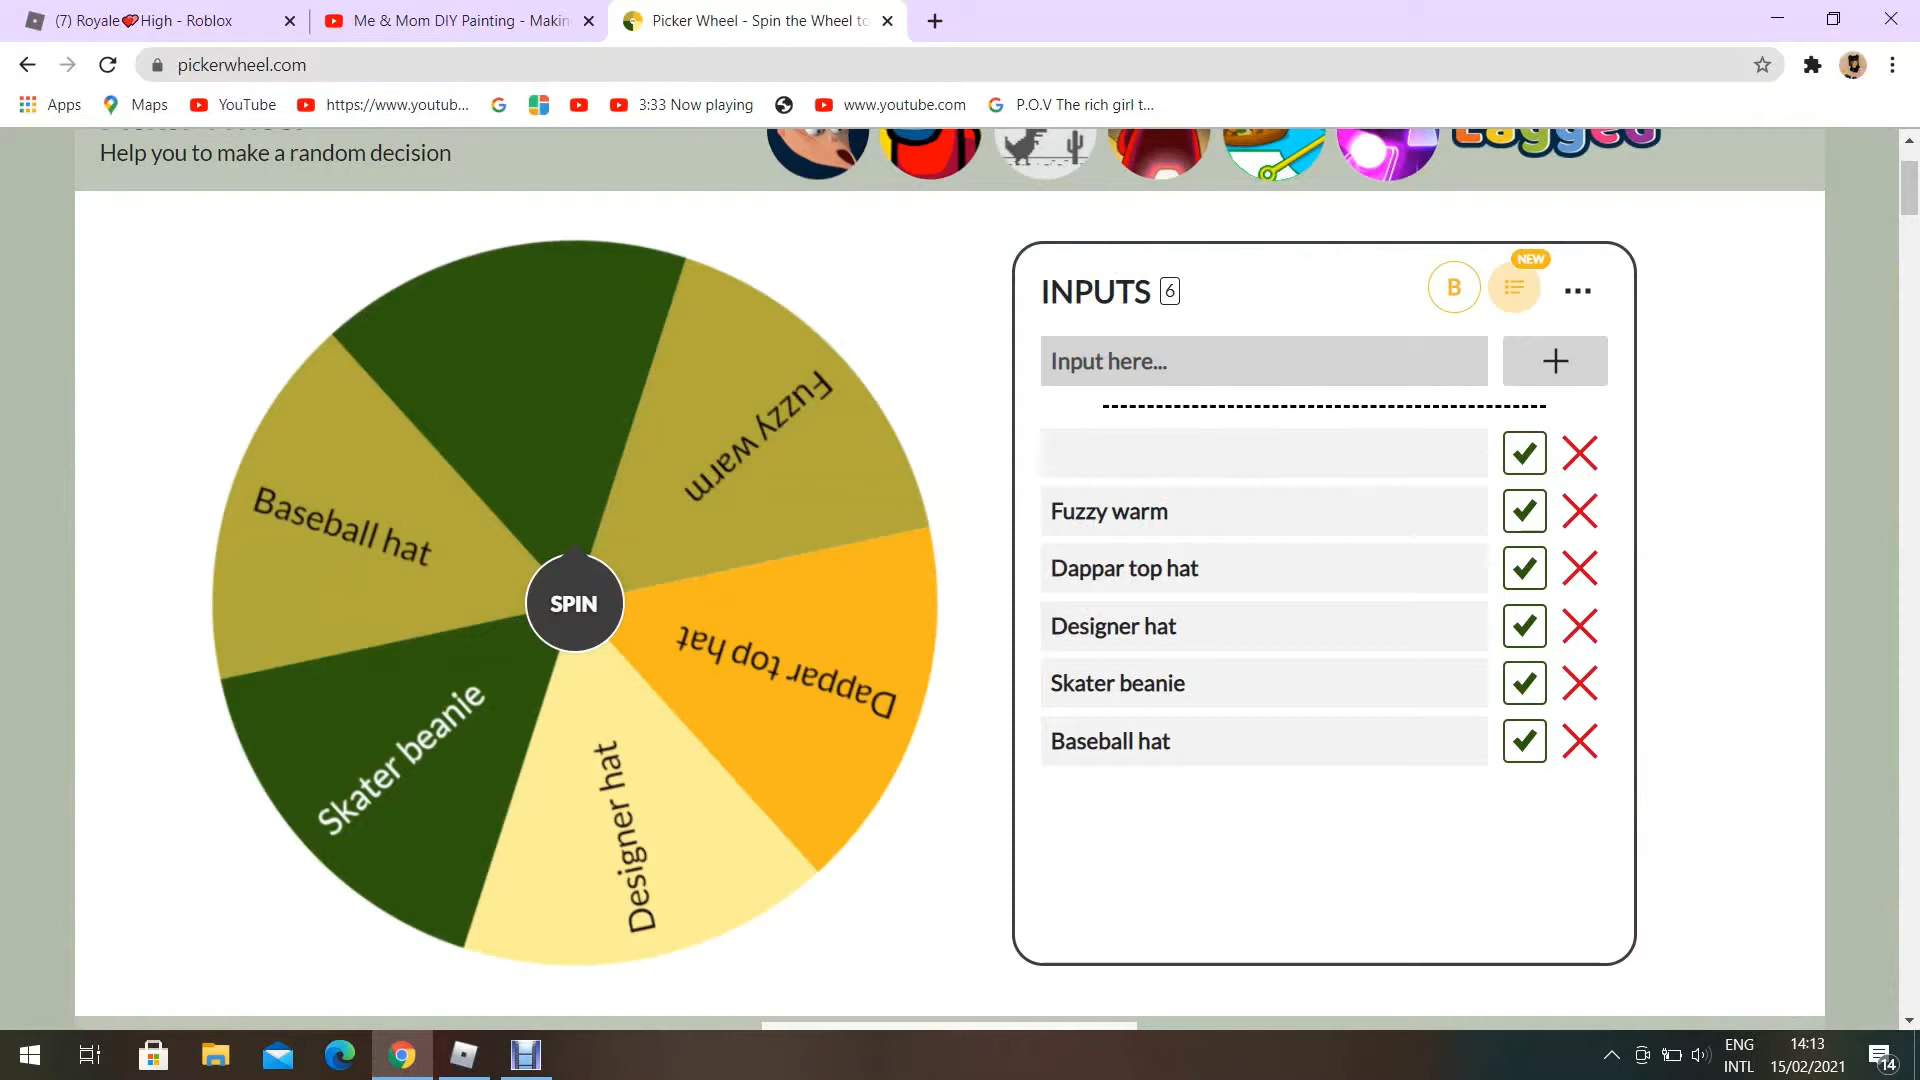 (7) Royale❤High - Roblox
Me & Mom DIY Painting - Makin
Picker Wheel - Spin the Wheel to
pickerwheel.com
Apps
Maps
YouTube
https://www.youtub...
3:33 Now playing
www.youtube.com
P.O.V The rich girl t...
Help you to make a random decision
Tagged
Baseball hat
Fuzzy warm
Dappar top hat
Designer hat
Skater beanie
SPIN
INPUTS 6
B
NEW
Input here...
Fuzzy warm
Dappar top hat
Designer hat
Skater beanie
Baseball hat
ENG
INTL
14:13
15/02/2021
14